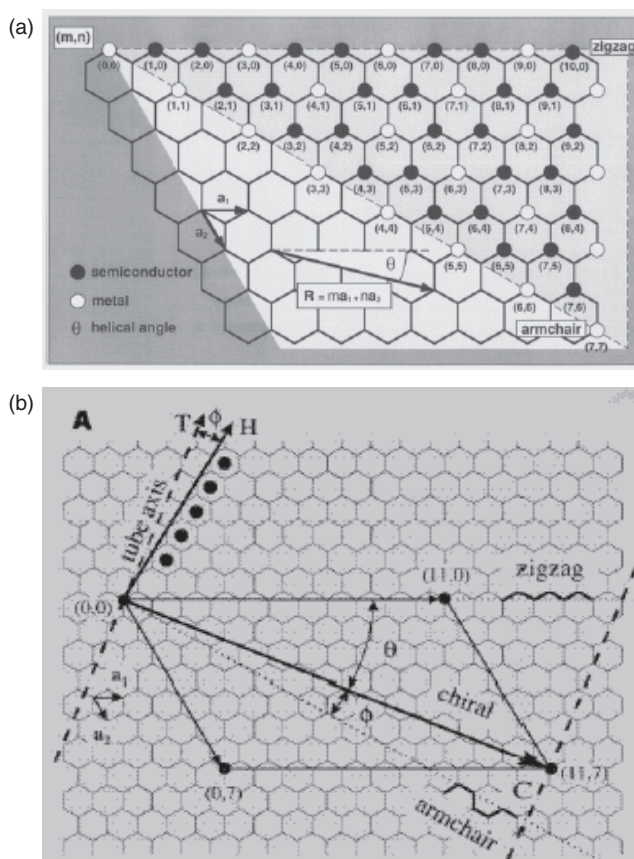 (a)
(m,n)
zigzag
(0,0) (1,0) (2,0) (3,0) (4,0) (5,0) (6,0) (7,0) (8,0) (9,0) (10,0)
(1,1) (2,1) (3,1) (4,1) (5,1) (6,1) (7,1) (8,1) (9,1)
(2,2) (3,2) (4,2) (5,2) (6,2) (7,2) (8,2) (9,2)
(3,3) (4,3) (5,3) (6,3) (7,3) (8,3)
a₁
a₂
(4,4) (5,4) (6,4) (7,4) (8,4)
θ
(5,5) (6,5) (7,5)
R = ma₁+na₂
semiconductor
metal
θ helical angle
(6,6) (7,6)
armchair
(7,7)
(b)
A
T ϕ H
tube axis
(0,0)
(11,0)
zigzag
θ
a₁
a₂
chiral
ϕ
(0,7)
C
(11,7)
armchair